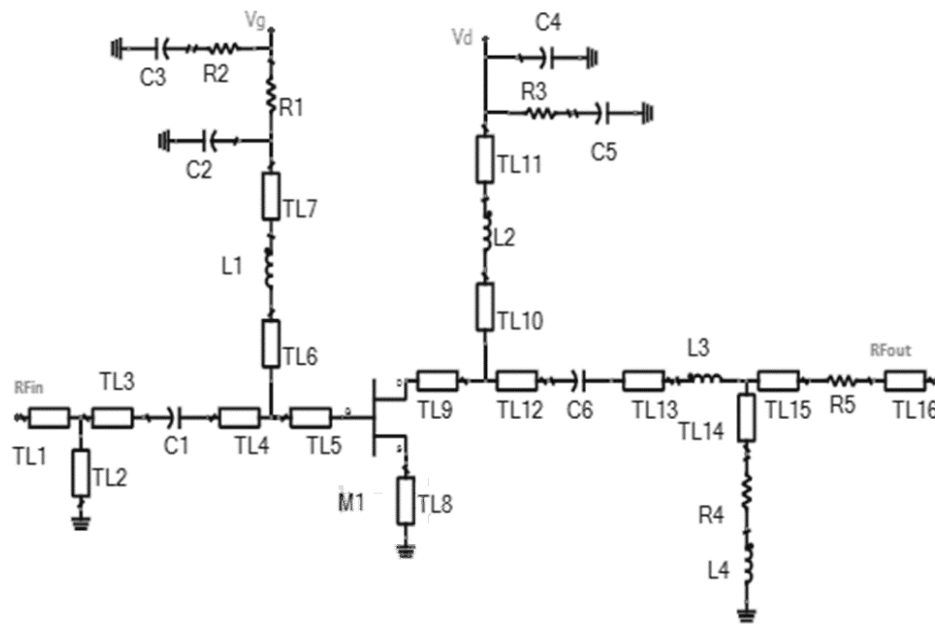 Vg
Vd
C4
C3
R2
R3
R1
C2
C5
TL11
TL7
L1
L2
TL10
TL6
L3
RFout
RFin
TL3
TL1
C1
TL4
TL5
TL9
TL12
C6
TL13
TL15
R5
TL16
TL14
TL2
M1
TL8
R4
L4
g
D
S